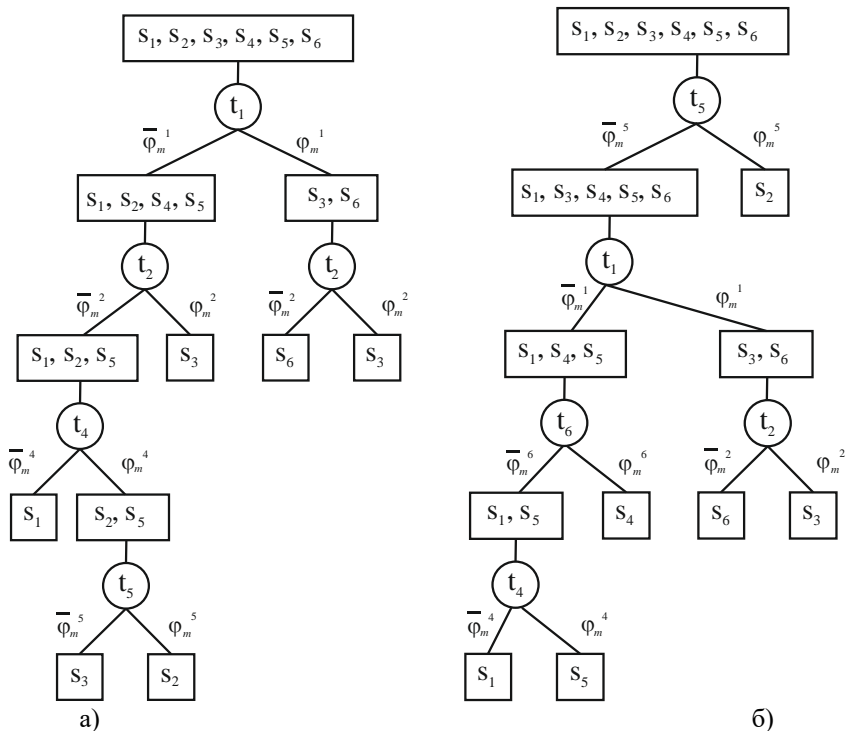 S₁, S₂, S₃, S₄, S₅, S₆
t₁
φ̅ₘ¹ φₘ¹
S₁, S₂, S₄, S₅ S₃, S₆
t₂ t₂
φ̅ₘ² φₘ² φ̅ₘ² φₘ²
S₁, S₂, S₅ S₃ S₆ S₃
t₄
φ̅ₘ⁴ φₘ⁴
S₁ S₂, S₅
t₅
φ̅ₘ⁵ φₘ⁵
S₃ S₂
а)
S₁, S₂, S₃, S₄, S₅, S₆
t₅
φ̅ₘ⁵ φₘ⁵
S₁, S₃, S₄, S₅, S₆ S₂
t₁
φ̅ₘ¹ φₘ¹
S₁, S₄, S₅ S₃, S₆
t₆ t₂
φ̅ₘ⁶ φₘ⁶ φ̅ₘ² φₘ²
S₁, S₅ S₄ S₆ S₃
t₄
φ̅ₘ⁴ φₘ⁴
S₁ S₅
б)